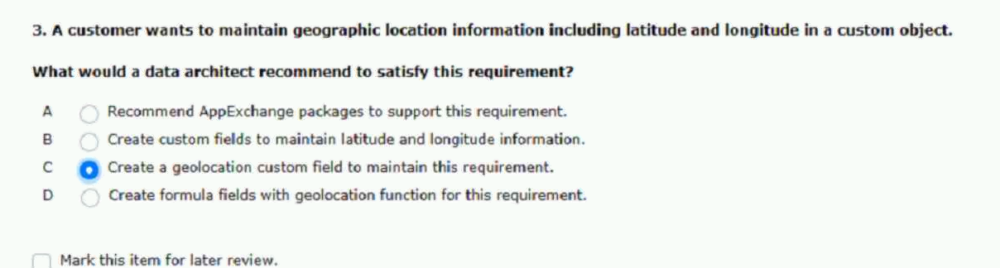 3. A customer wants to maintain geographic location information including latitude and longitude in a custom object.
What would a data architect recommend to satisfy this requirement?
A Recommend AppExchange packages to support this requirement.
B Create custom fields to maintain latitude and longitude information.
C Create a geolocation custom field to maintain this requirement.
D Create formula fields with geolocation function for this requirement.
Mark this item for later review.